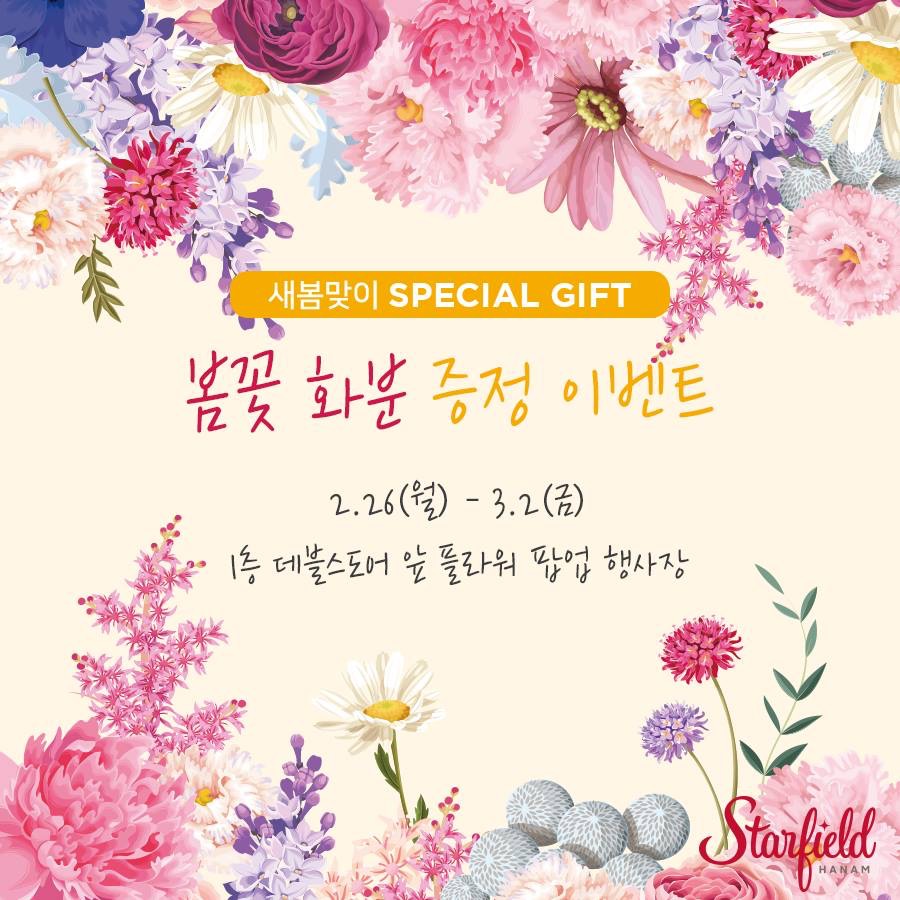 새봄맞이 SPECIAL GIFT
봄꽃 화분 증정 이벤트
2.26(월) - 3.2(금)
1층 데블스도어 앞 플라워 팝업 행사장
Starfield
HANAM